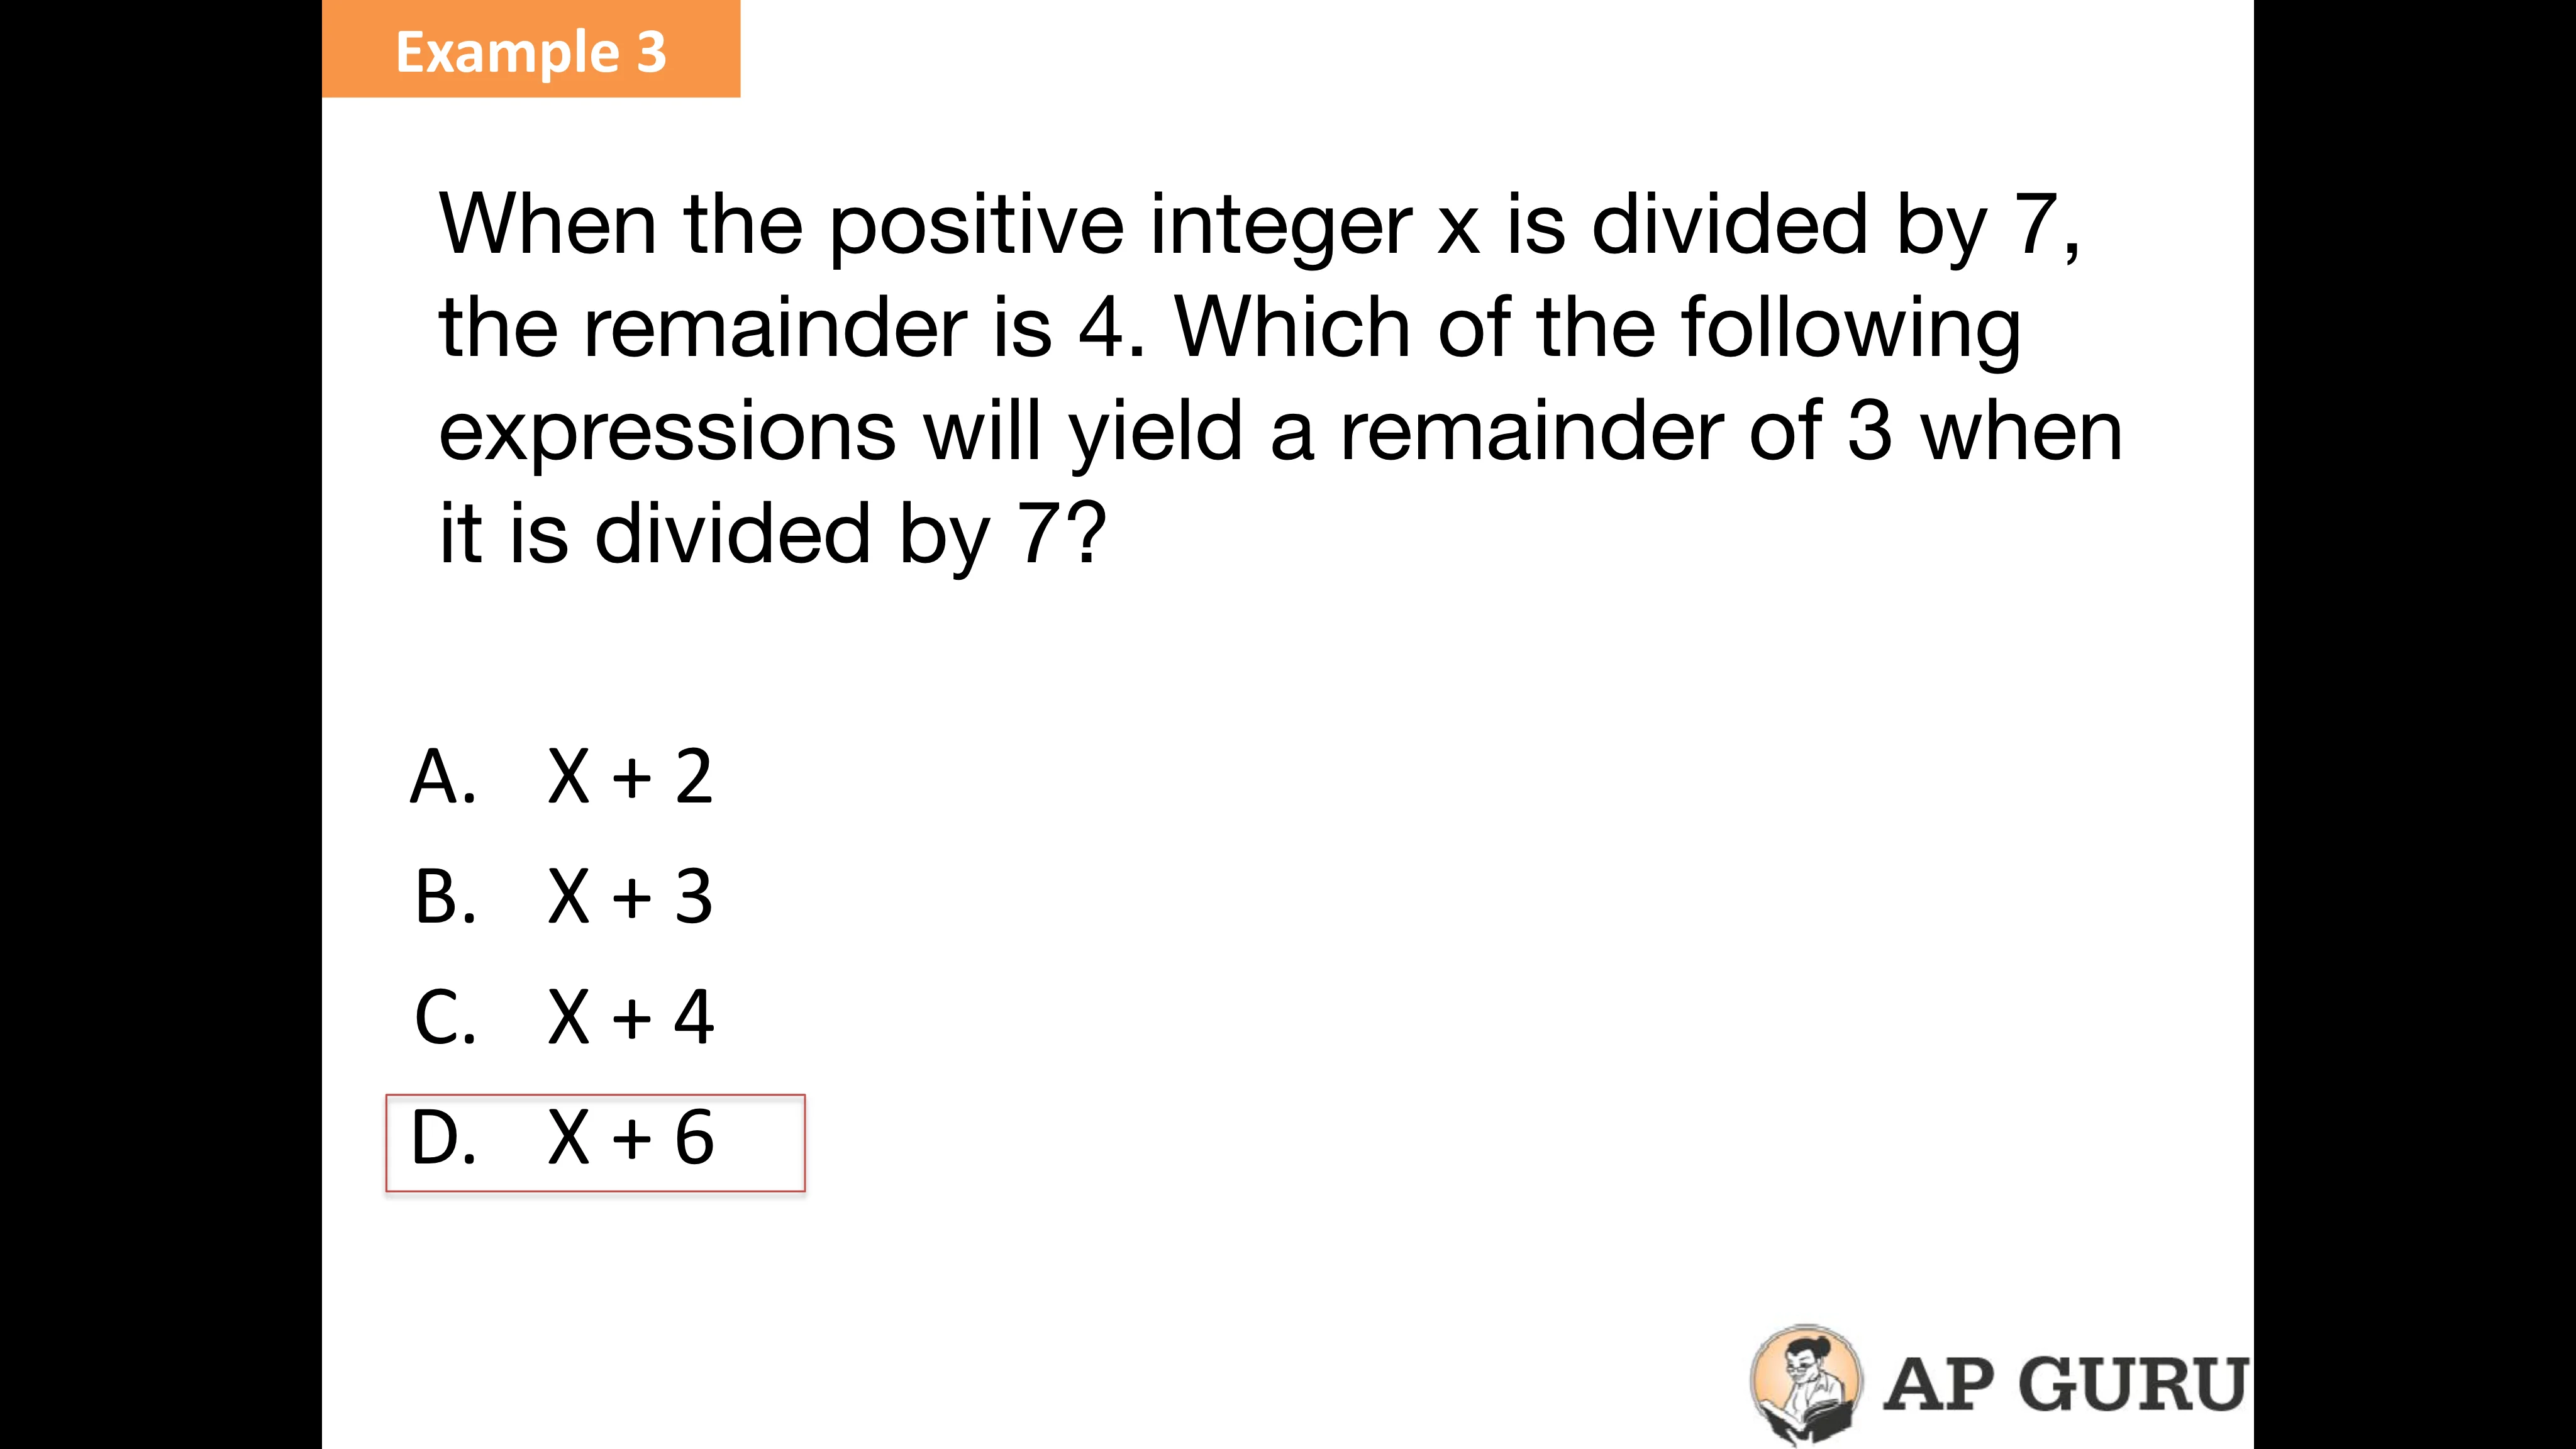 Example 3
When the positive integer x is divided by 7,
the remainder is 4. Which of the following
expressions will yield a remainder of 3 when
it is divided by 7?
A. X + 2
B. X + 3
C. X + 4
D. X + 6
AP GURU